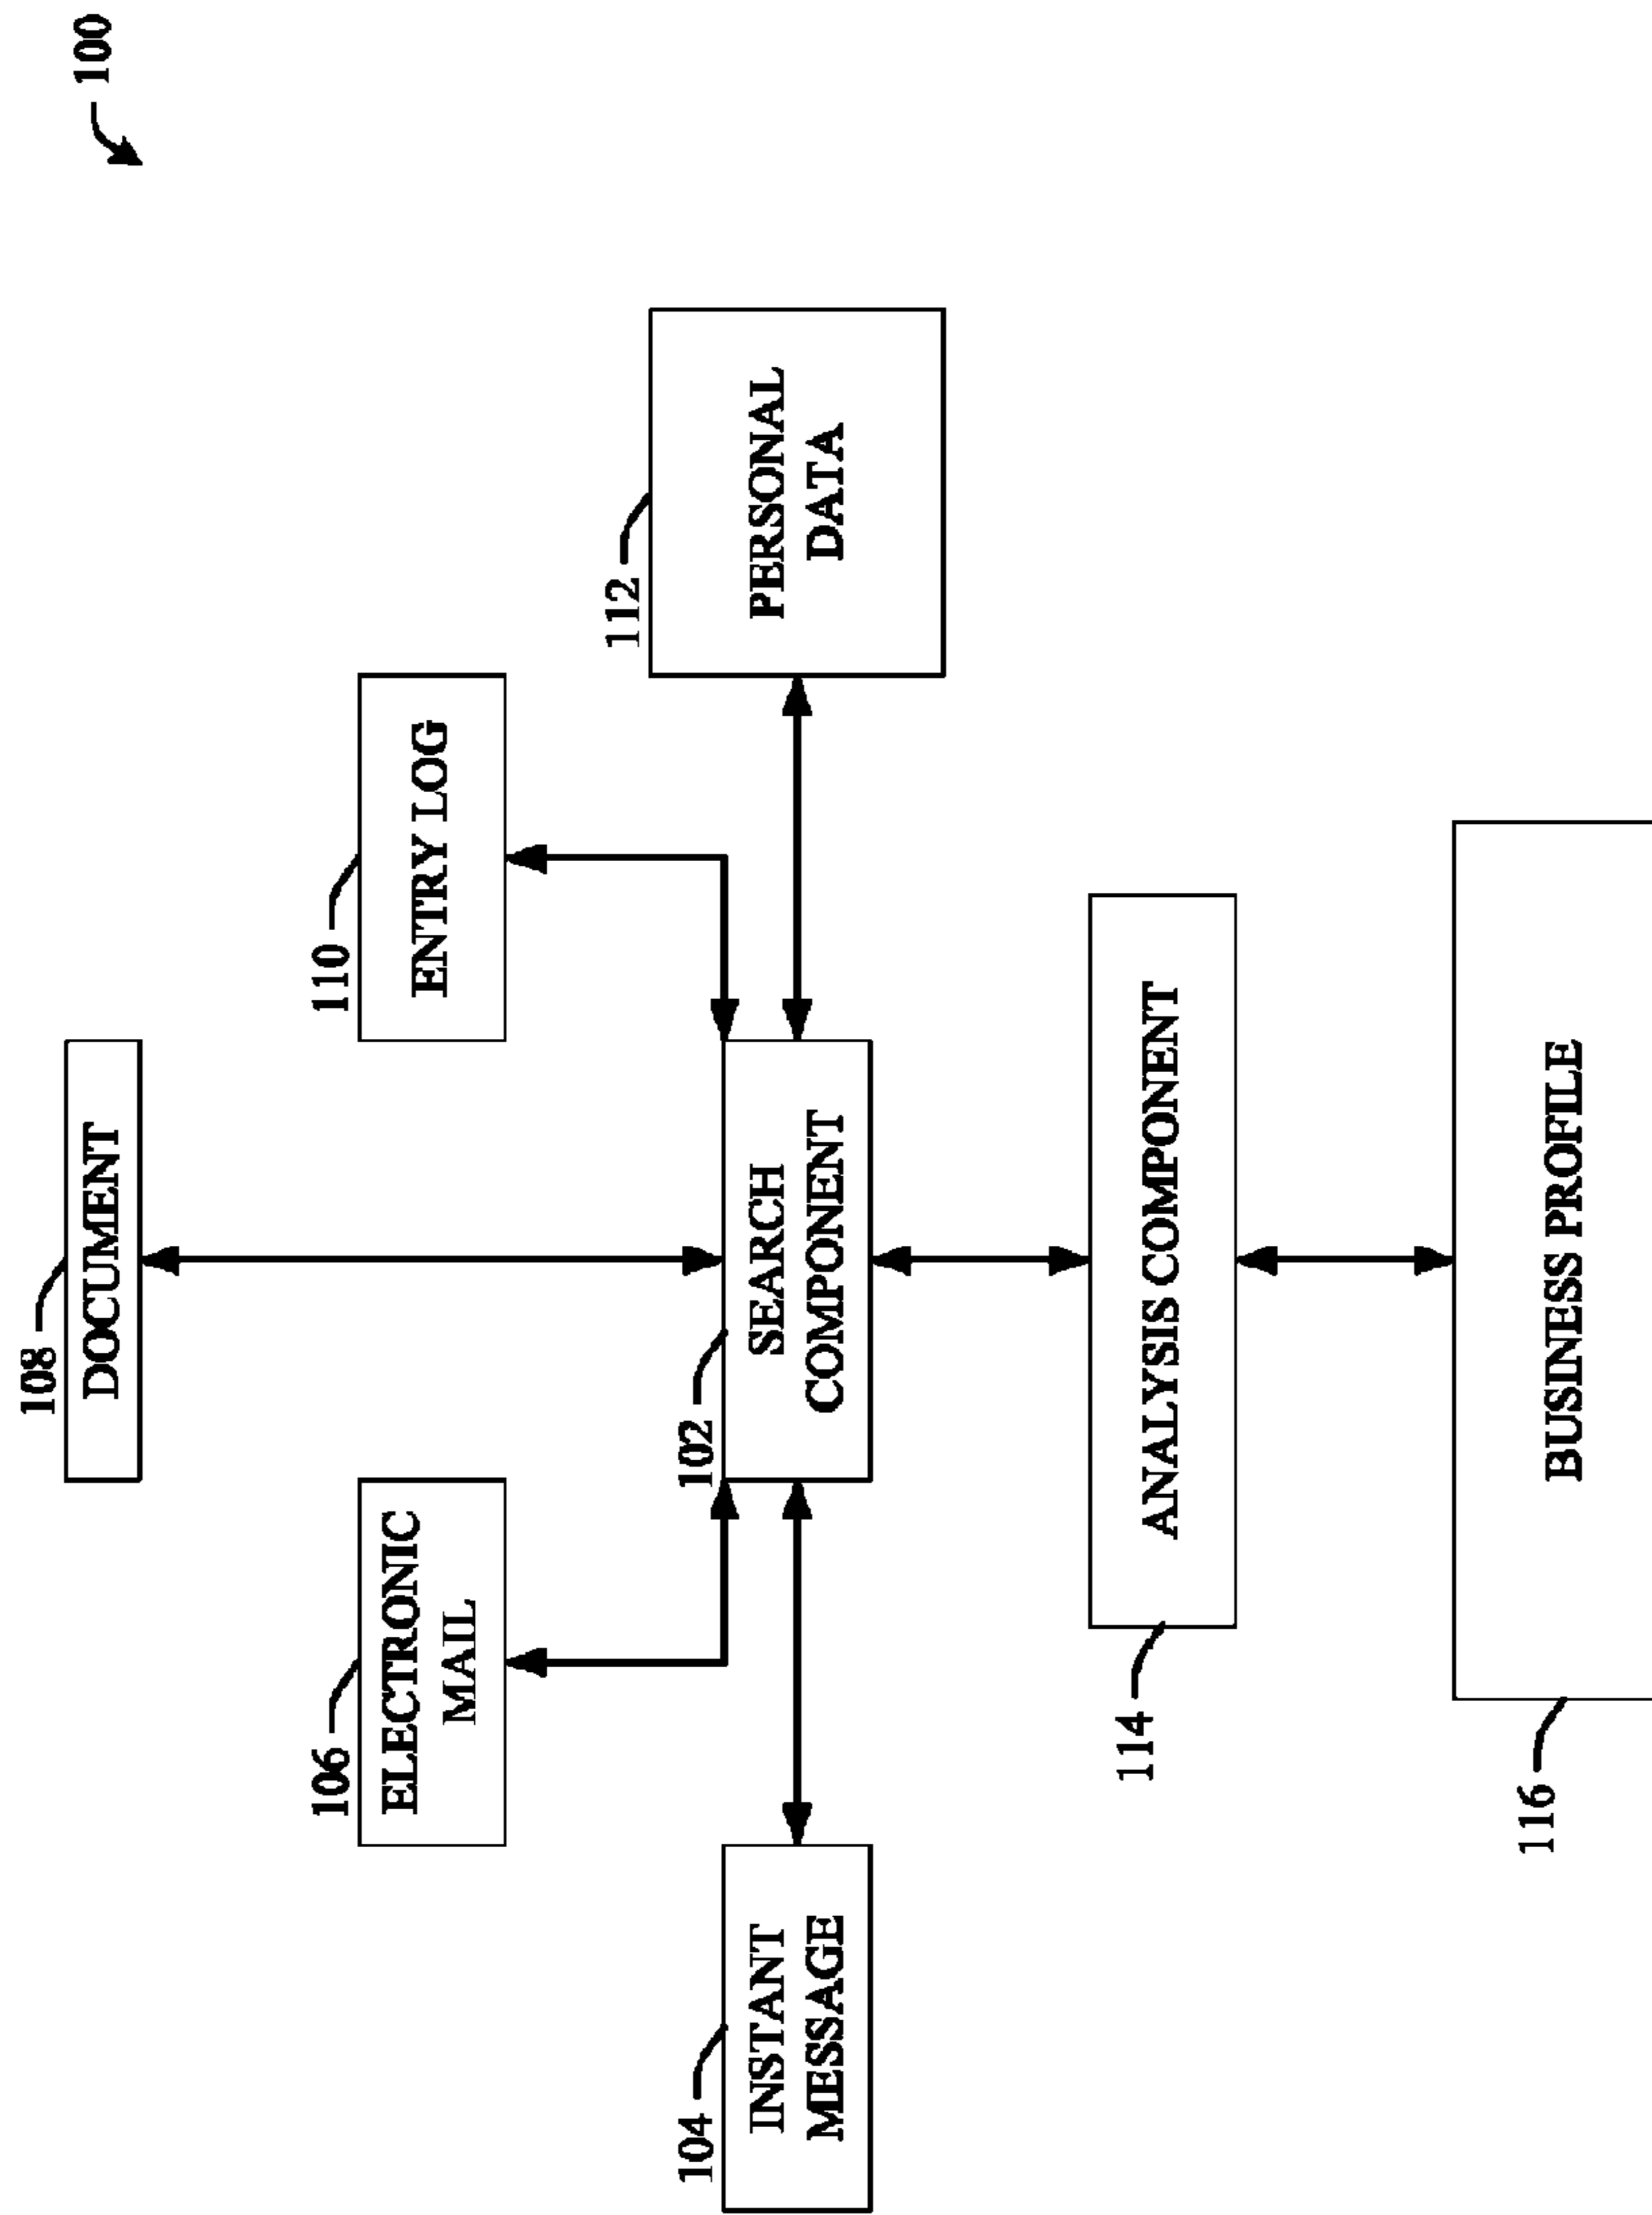 100
108
DOCUMENT
106
ELECTRONIC
MAIL
110
ENTRY LOG
104
INSTANT
MESSAGE
102
SEARCH
COMPONENT
112
PERSONAL
DATA
114
ANALYSIS COMPONENT
116
BUSINESS PROFILE